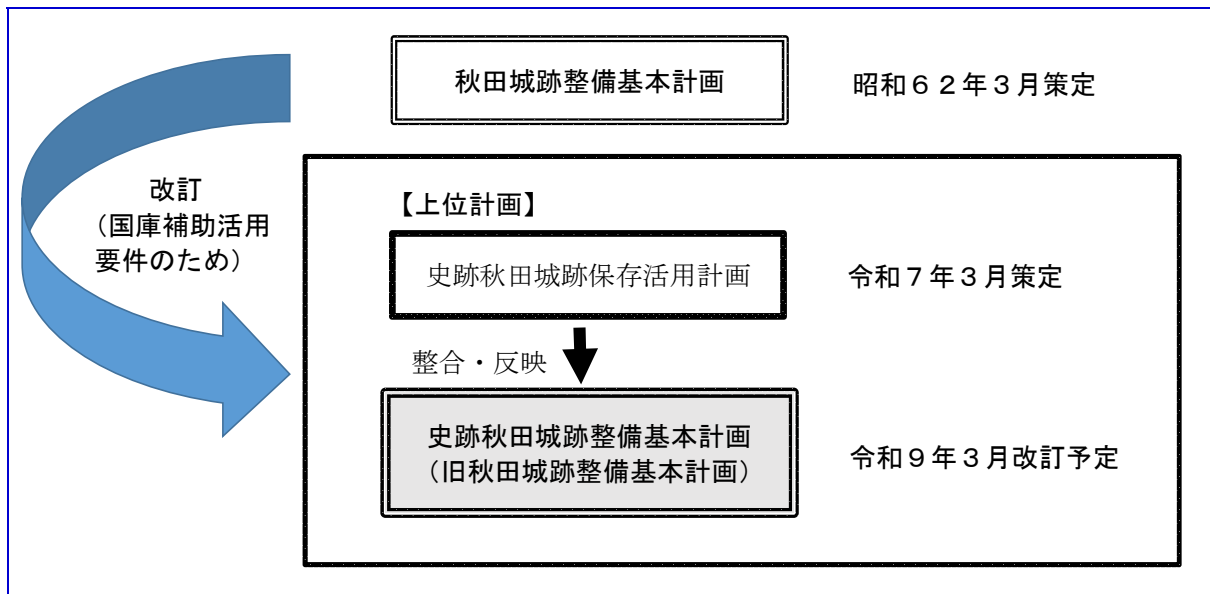 秋田城跡整備基本計画
昭和６２年３月策定
改訂
（国庫補助活用
要件のため）
【上位計画】
史跡秋田城跡保存活用計画
令和７年３月策定
整合・反映
史跡秋田城跡整備基本計画
（旧秋田城跡整備基本計画）
令和９年３月改訂予定